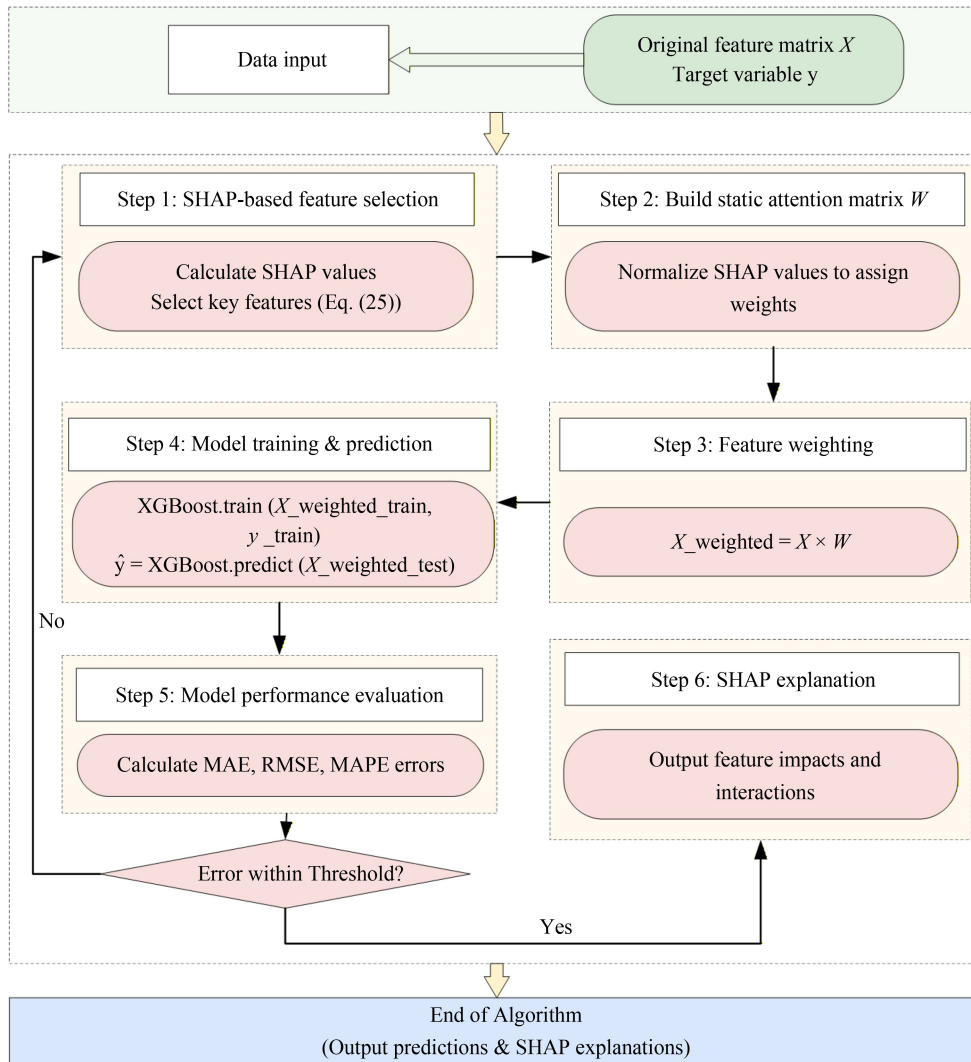 Data input
Original feature matrix X
Target variable y
Step 1: SHAP-based feature selection
Calculate SHAP values
Select key features (Eq. (25))
Step 2: Build static attention matrix W
Normalize SHAP values to assign
weights
Step 3: Feature weighting
X_weighted = X × W
Step 4: Model training & prediction
XGBoost.train (X_weighted_train,
y _train)
ŷ = XGBoost.predict (X_weighted_test)
Step 5: Model performance evaluation
Calculate MAE, RMSE, MAPE errors
Error within Threshold?
No
Yes
Step 6: SHAP explanation
Output feature impacts and
interactions
End of Algorithm
(Output predictions & SHAP explanations)